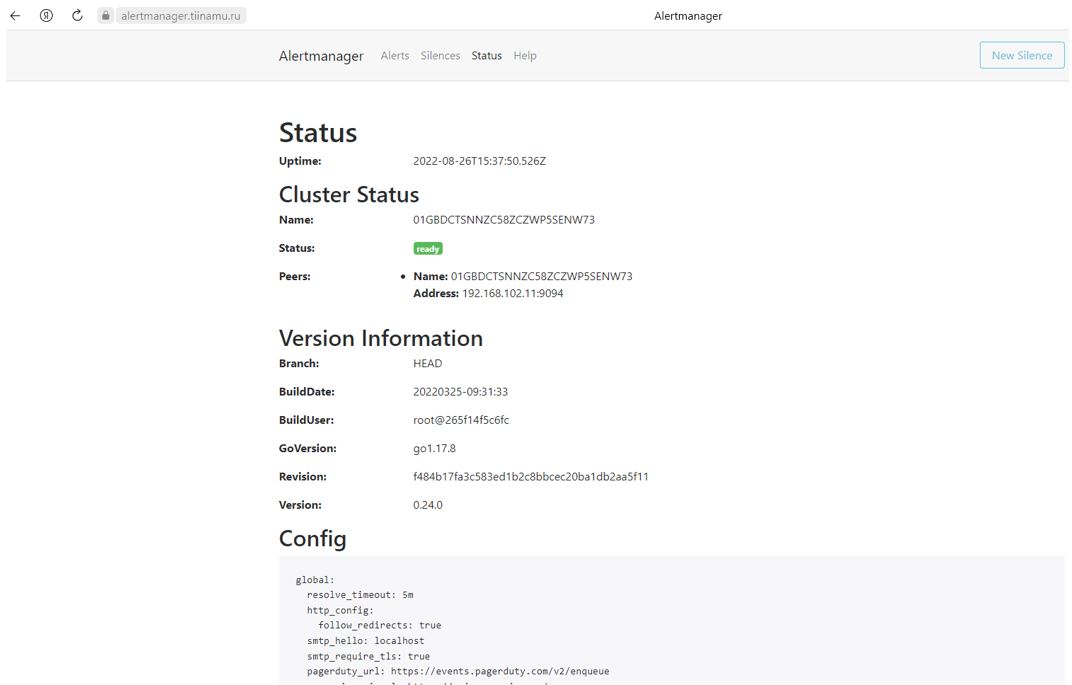 Я alertmanager.tiinamu.ru Alertmanager
Alertmanager Alerts Silences Status Help New Silence
Status
Uptime: 2022-08-26T15:37:50.526Z
Cluster Status
Name: 01GBDCTSNNZC58ZCZWP5SENW73
Status: ready
Peers: • Name: 01GBDCTSNNZC58ZCZWP5SENW73
Address: 192.168.102.11:9094
Version Information
Branch: HEAD
BuildDate: 20220325-09:31:33
BuildUser: root@265f14f5c6fc
GoVersion: go1.17.8
Revision: f484b17fa3c583ed1b2c8bbcec20ba1db2aa5f11
Version: 0.24.0
Config
global:
resolve_timeout: 5m
http_config:
follow_redirects: true
smtp_hello: localhost
smtp_require_tls: true
pagerduty_url: https://events.pagerduty.com/v2/enqueue